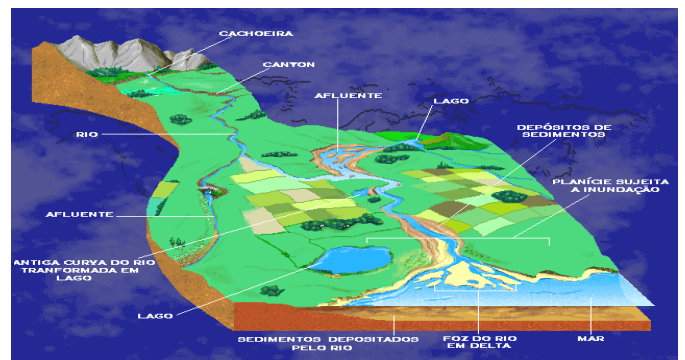 CACHOEIRA
CANYON
AFLUENTE
LAGO
RIO
DEPÓSITOS DE
SEDIMENTOS
PLANÍCIE SUJEITA
A INUNDAÇÃO
AFLUENTE
ANTIGA CURVA DO RIO
TRANFORMADA EM
LAGO
LAGO
SEDIMENTOS DEPOSITADOS
PELO RIO
FOZ DO RIO
EM DELTA
MAR